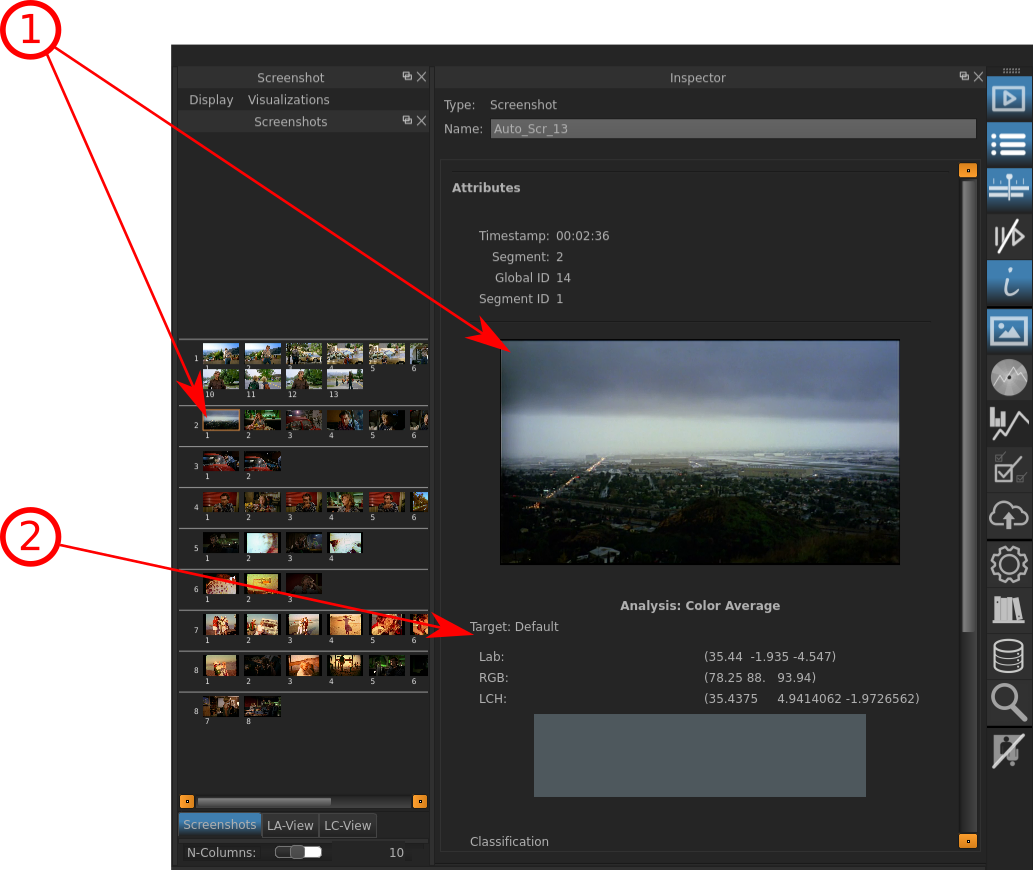 1
Screenshot
Inspector
Display Visualizations
Type: Screenshot
Screenshots
Name: Auto_Scr_13
Attributes
Timestamp: 00:02:36
Segment: 2
Global ID 14
Segment ID 1
1
5 6
10 11 12 13
2
1 2 3 4 5 6
3
1 2
4
1 2 3 4 5 6
2
5
1 2 3 4
6
1 2 3
7
1 2 3 4 5 6
8
1 2 3 4 5 6
8
7 8
Analysis: Color Average
Target: Default
Lab: (35.44 -1.935 -4.547)
RGB: (78.25 88. 93.94)
LCH: (35.4375 4.9414062 -1.9726562)
Classification
Screenshots LA-View LC-View
N-Columns: 10